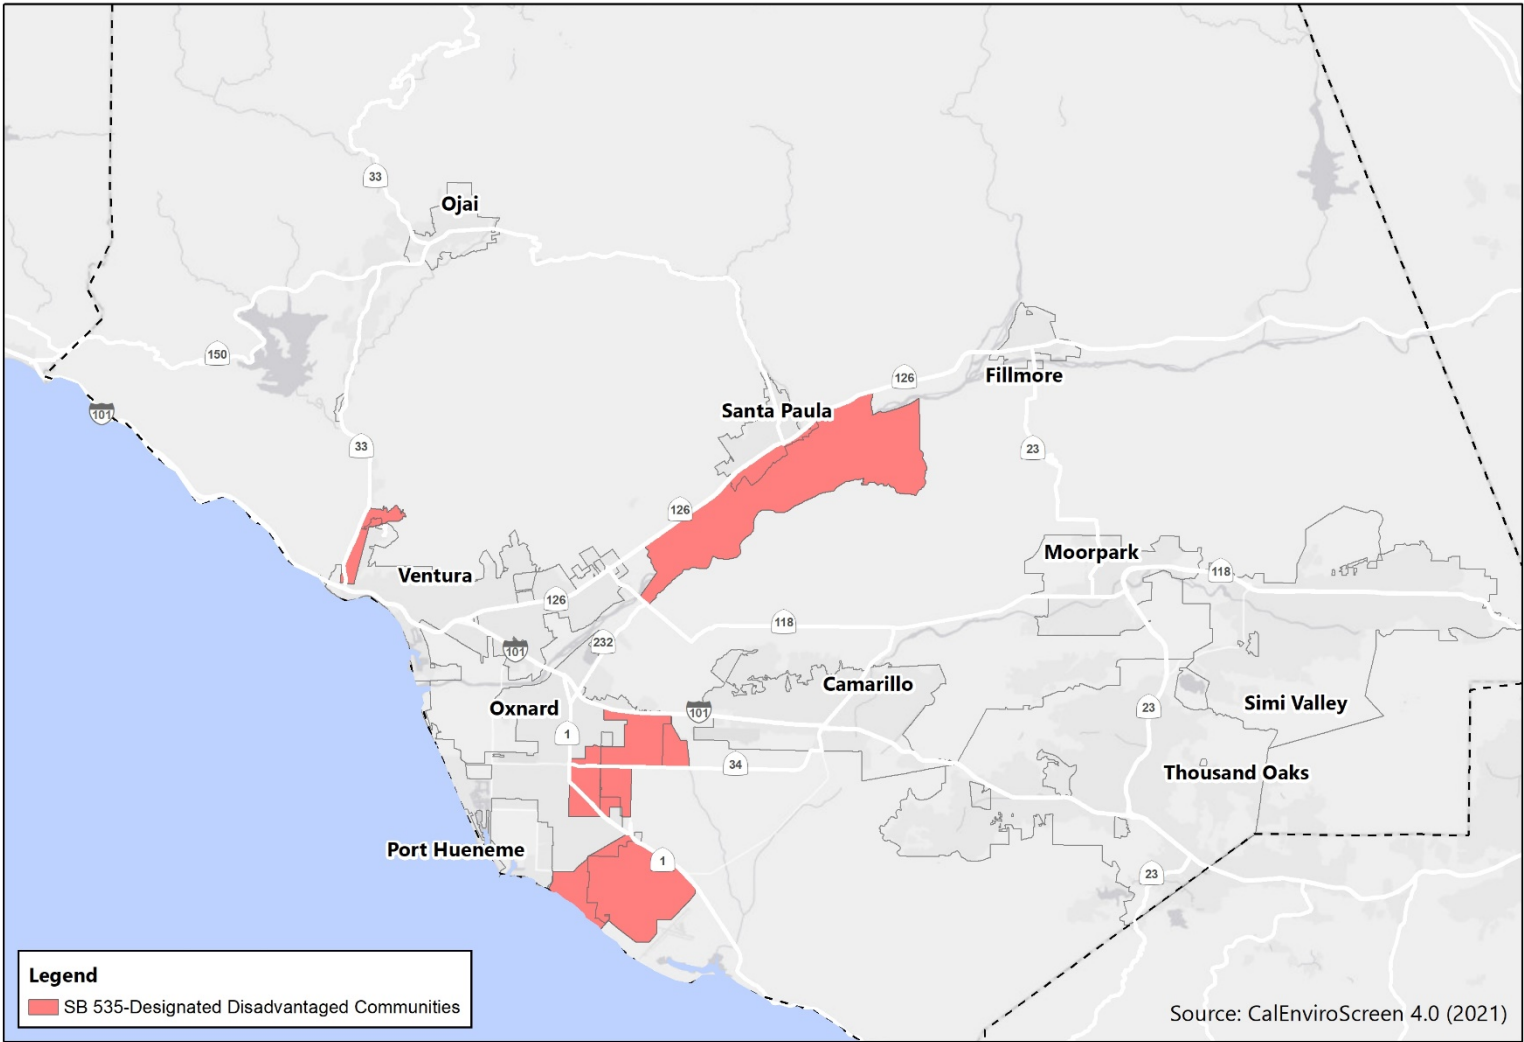 33
Ojai
150
126
Fillmore
101
Santa Paula
33
23
126
Moorpark
Ventura
118
126
118
232
101
Camarillo
Oxnard
101
Simi Valley
23
1
34
Thousand Oaks
Port Hueneme
1
23
Legend
SB 535-Designated Disadvantaged Communities
Source: CalEnviroScreen 4.0 (2021)